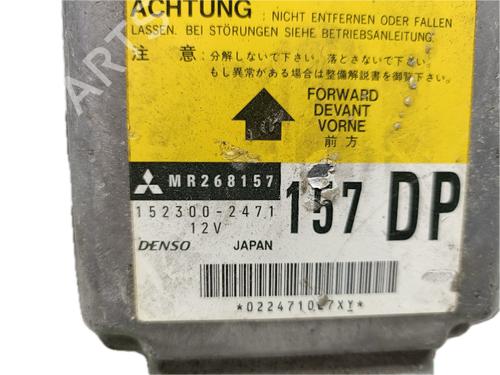 ACHTUNG : NICHT ENTFERNEN ODER FALLEN
LASSEN. BEI STÖRUNGEN SIEHE BETRIEBSANLEITUNG.
注 意 : 分解しないで下さい。落とさないで下さい。
もし異常がある場合は整備解説書を御覧下さい。
FORWARD
DEVANT
VORNE
前方
MR268157
152300-2471
12V
157 DP
DENSO JAPAN